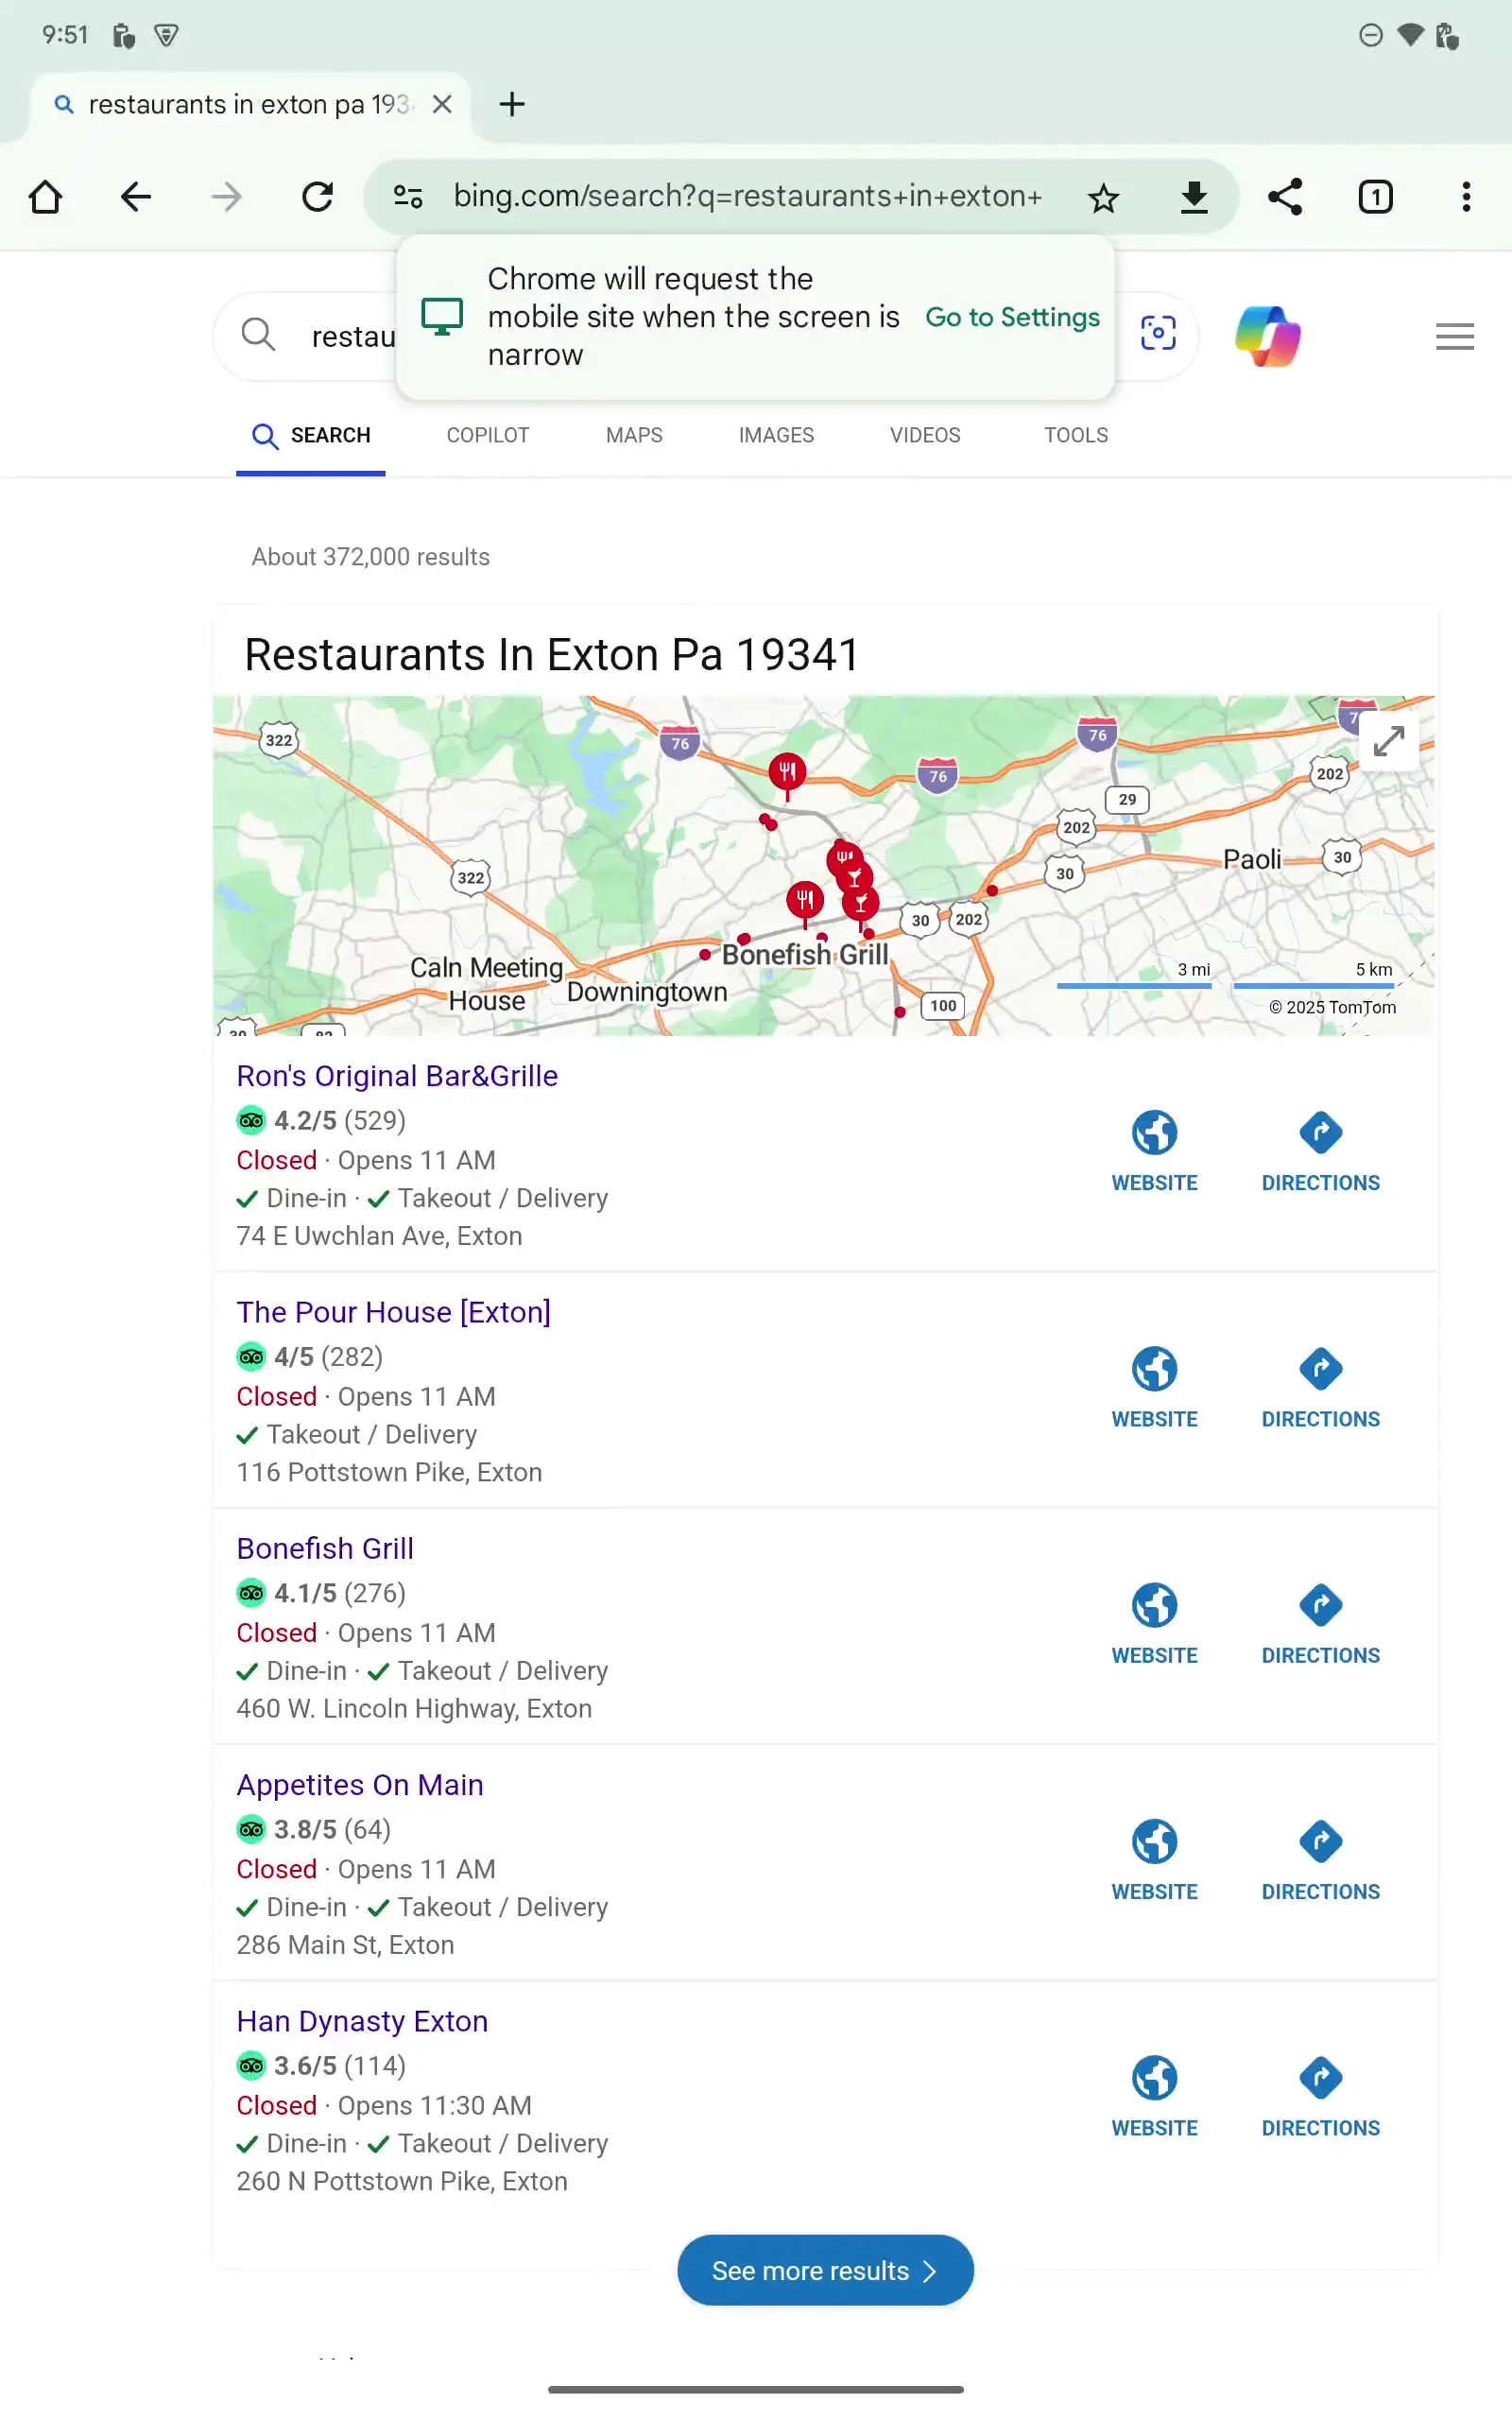 9:51
restaurants in exton pa 193
bing.com/search?q=restaurants+in+exton+
1
Chrome will request the
mobile site when the screen is
narrow
Go to Settings
restau
SEARCH
COPILOT
MAPS
IMAGES
VIDEOS
TOOLS
About 372,000 results
Restaurants In Exton Pa 19341
322
76
76
76
202
29
202
322
30
Paoli
30
30
202
Bonefish Grill
Caln Meeting
House
Downingtown
3 mi
5 km
100
© 2025 TomTom
Ron's Original Bar&Grille
4.2/5 (529)
Closed · Opens 11 AM
Dine-in · Takeout / Delivery
74 E Uwchlan Ave, Exton
WEBSITE
DIRECTIONS
The Pour House [Exton]
4/5 (282)
Closed · Opens 11 AM
Takeout / Delivery
116 Pottstown Pike, Exton
WEBSITE
DIRECTIONS
Bonefish Grill
4.1/5 (276)
Closed · Opens 11 AM
Dine-in · Takeout / Delivery
460 W. Lincoln Highway, Exton
WEBSITE
DIRECTIONS
Appetites On Main
3.8/5 (64)
Closed · Opens 11 AM
Dine-in · Takeout / Delivery
286 Main St, Exton
WEBSITE
DIRECTIONS
Han Dynasty Exton
3.6/5 (114)
Closed · Opens 11:30 AM
Dine-in · Takeout / Delivery
260 N Pottstown Pike, Exton
WEBSITE
DIRECTIONS
See more results